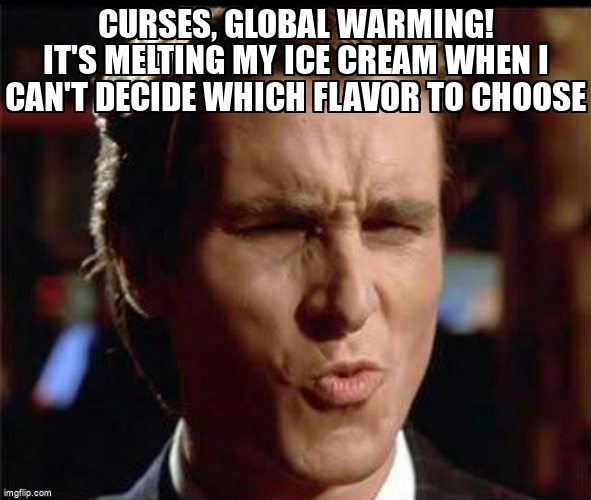 CURSES, GLOBAL WARMING!
IT'S MELTING MY ICE CREAM WHEN I
CAN'T DECIDE WHICH FLAVOR TO CHOOSE
imgflip.com